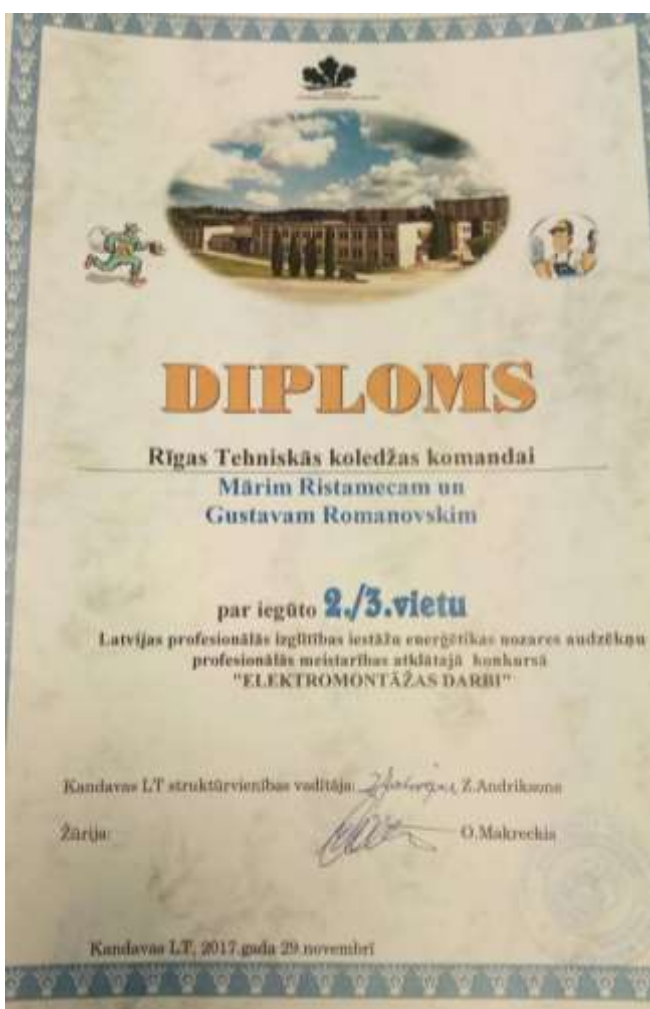 DIPLOMS
Rīgas Tehniskās koledžas komandai
Mārim Ristamecam un
Gustavam Romanovskim
par iegūto 2./3.vietu
Latvijas profesionālās izglītības iestāžu enerģētikas nozares audzēkņu
profesionālās meistarības atklātajā konkursā
"ELEKTROMONTĀŽAS DARBI"
Kandavas LT struktūrvienības vadītāja: Z.Andriksone
Žūrija: O.Makreckis
Kandavas LT, 2017.gada 29.novembrī